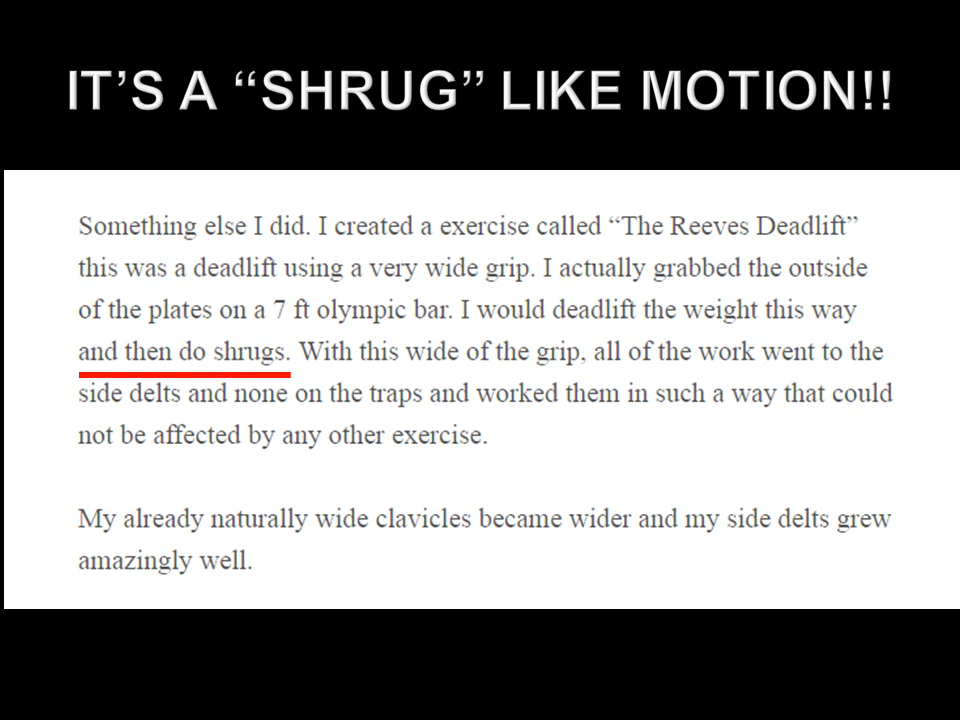 IT’S A “SHRUG” LIKE MOTION!!
Something else I did. I created a exercise called “The Reeves Deadlift”
this was a deadlift using a very wide grip. I actually grabbed the outside
of the plates on a 7 ft olympic bar. I would deadlift the weight this way
and then do shrugs. With this wide of the grip, all of the work went to the
side delts and none on the traps and worked them in such a way that could
not be affected by any other exercise.
My already naturally wide clavicles became wider and my side delts grew
amazingly well.